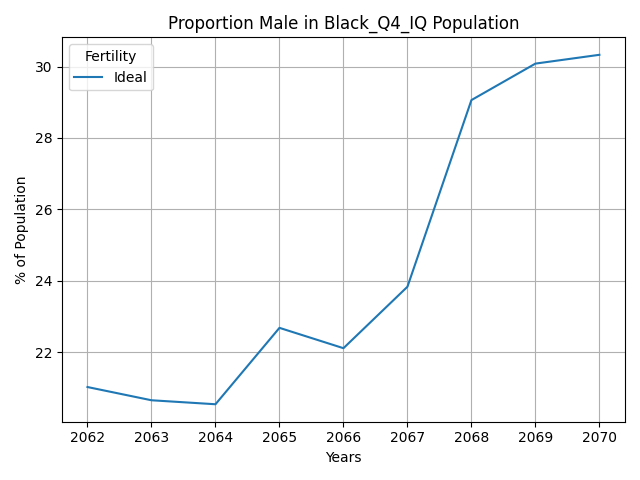 Proportion Male in Black_Q4_IQ Population
Fertility
Ideal
% of Population
30
28
26
24
22
2062 2063 2064 2065 2066 2067 2068 2069 2070
Years